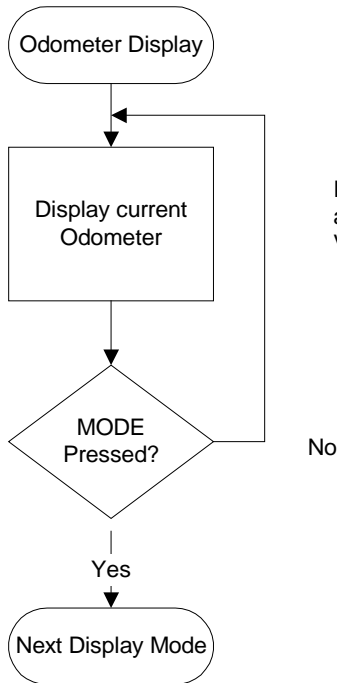 Odometer Display
Display current
Odometer
MODE
Pressed?
No
Yes
Next Display Mode